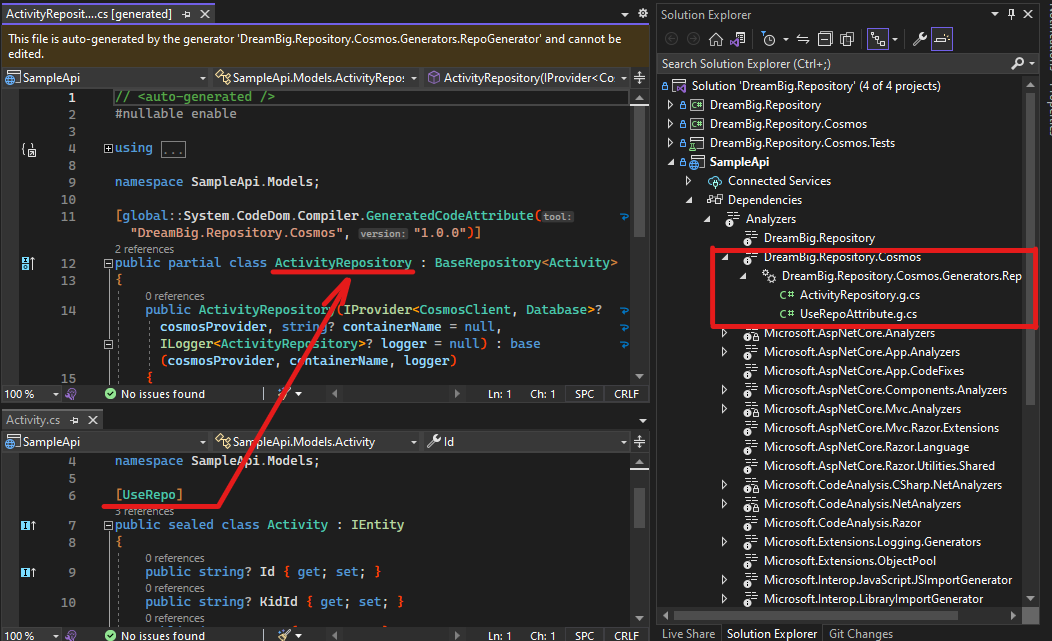 ActivityReposit....cs [generated]
This file is auto-generated by the generator 'DreamBig.Repository.Cosmos.Generators.RepoGenerator' and cannot be
edited.
SampleApi
SampleApi.Models.ActivityRepos
ActivityRepository(IProvider<Co
1 // <auto-generated />
2 #nullable enable
3
4 using ...
8
9 namespace SampleApi.Models;
10
11 [global::System.CodeDom.Compiler.GeneratedCodeAttribute(tool:
"DreamBig.Repository.Cosmos", version: "1.0.0")]
2 references
12 public partial class ActivityRepository : BaseRepository<Activity>
13 {
0 references
14 public ActivityRepository(IProvider<CosmosClient, Database>?
cosmosProvider, string? containerName = null,
ILogger<ActivityRepository>? logger = null) : base
(cosmosProvider, containerName, logger)
15 {
100 %
No issues found
Ln: 1
Ch: 1
SPC
CRLF
Activity.cs
SampleApi
SampleApi.Models.Activity
Id
4 namespace SampleApi.Models;
5
6 [UseRepo]
3 references
7 public sealed class Activity : IEntity
8 {
0 references
9 public string? Id { get; set; }
0 references
10 public string? KidId { get; set; }
0 references
100 %
No issues found
Ln: 1
Ch: 1
SPC
CRLF
Solution Explorer
Search Solution Explorer (Ctrl+;)
Solution 'DreamBig.Repository' (4 of 4 projects)
DreamBig.Repository
DreamBig.Repository.Cosmos
DreamBig.Repository.Cosmos.Tests
SampleApi
Connected Services
Dependencies
Analyzers
DreamBig.Repository
DreamBig.Repository.Cosmos
DreamBig.Repository.Cosmos.Generators.Rep
C# ActivityRepository.g.cs
C# UseRepoAttribute.g.cs
Microsoft.AspNetCore.Analyzers
Microsoft.AspNetCore.App.Analyzers
Microsoft.AspNetCore.App.CodeFixes
Microsoft.AspNetCore.Components.Analyzers
Microsoft.AspNetCore.Mvc.Analyzers
Microsoft.AspNetCore.Mvc.Razor.Extensions
Microsoft.AspNetCore.Razor.Language
Microsoft.AspNetCore.Razor.Utilities.Shared
Microsoft.CodeAnalysis.CSharp.NetAnalyzers
Microsoft.CodeAnalysis.NetAnalyzers
Microsoft.CodeAnalysis.Razor
Microsoft.Extensions.Logging.Generators
Microsoft.Extensions.ObjectPool
Microsoft.Interop.JavaScript.JSImportGenerator
Microsoft.Interop.LibraryImportGenerator
Live Share
Solution Explorer
Git Changes